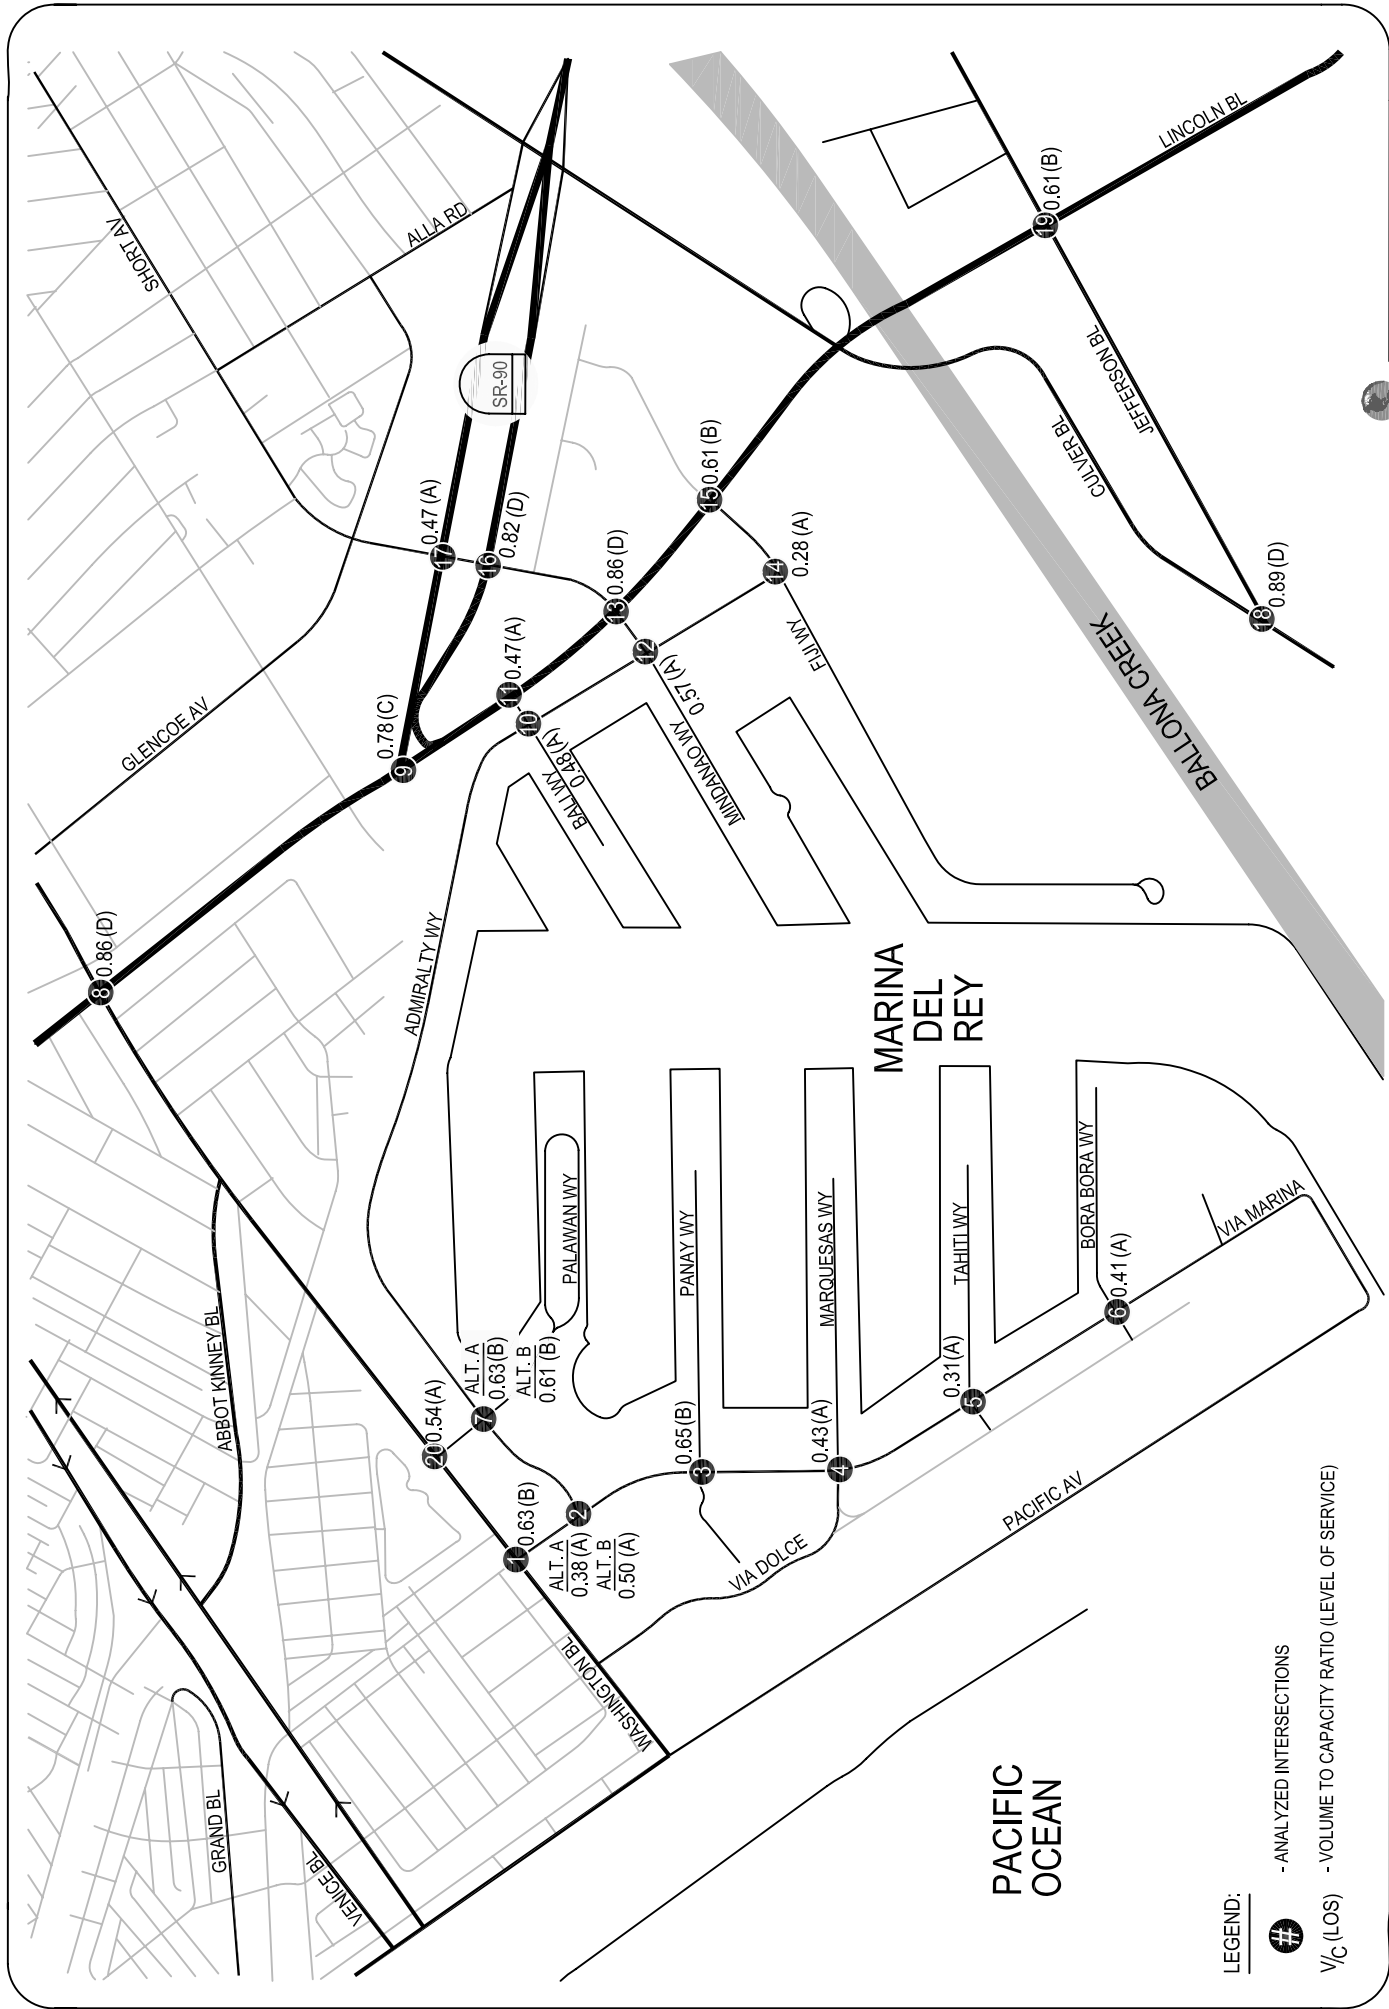 GRAND BL
VENICE BL
ABBOT KINNEY BL
WASHINGTON BL
SHORT AV
ALLA RD
GLENCOE AV
SR-90
ADMIRALTY WY
BALI WY
MINDANAO WY
FIJI WY
LINCOLN BL
JEFFERSON BL
CULVER BL
BALLONA CREEK
MARINA
DEL
REY
PALAWAN WY
PANAY WY
MARQUESAS WY
TAHITI WY
BORA BORA WY
VIA MARINA
VIA DOLCE
PACIFIC AV
PACIFIC
OCEAN
1 0.63 (B)
2
ALT. A
0.38 (A)
ALT. B
0.50 (A)
3 0.65 (B)
4 0.43 (A)
5 0.31 (A)
6 0.41 (A)
7
ALT. A
0.63 (B)
ALT. B
0.61 (B)
8 0.86 (D)
9 0.78 (C)
10 0.48 (A)
11 0.47 (A)
12 0.57 (A)
13 0.86 (D)
14 0.28 (A)
15 0.61 (B)
16 0.82 (D)
17 0.47 (A)
18 0.89 (D)
19 0.61 (B)
20 0.54 (A)
LEGEND:
# - ANALYZED INTERSECTIONS
V/C (LOS) - VOLUME TO CAPACITY RATIO (LEVEL OF SERVICE)